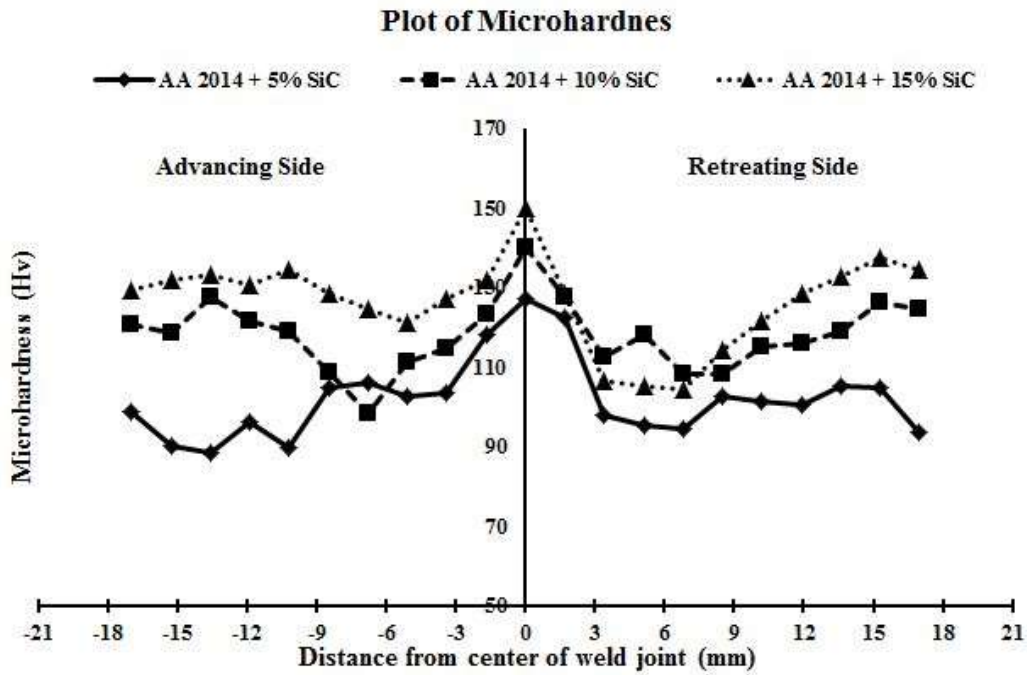 Plot of Microhardnes
AA 2014 + 5% SiC AA 2014 + 10% SiC AA 2014 + 15% SiC
170
Advancing Side Retreating Side
150
130
110
90
70
50
Microhardness (Hv)
-21 -18 -15 -12 -9 -6 -3 0 3 6 9 12 15 18 21
Distance from center of weld joint (mm)